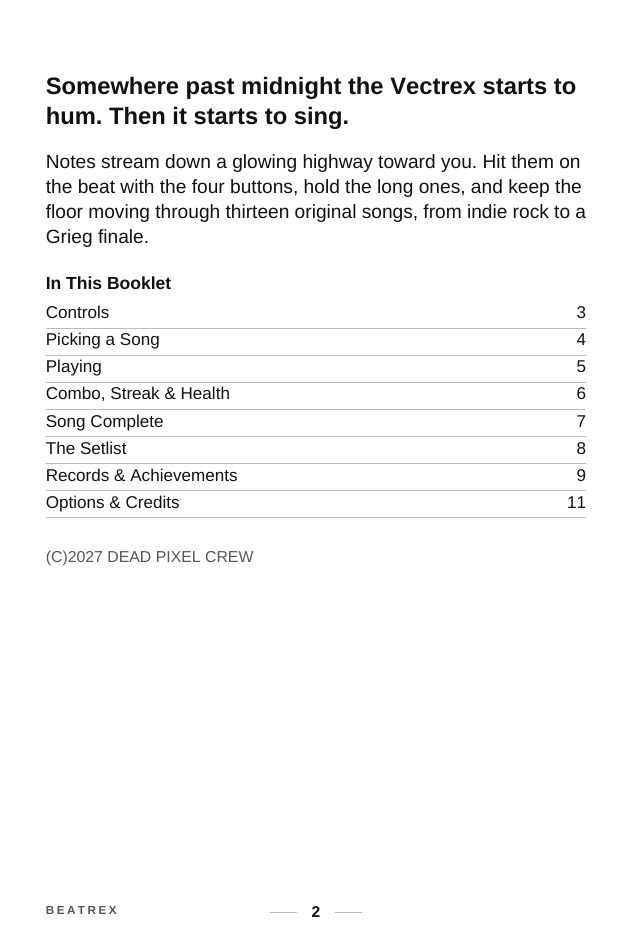 Somewhere past midnight the Vectrex starts to
hum. Then it starts to sing.
Notes stream down a glowing highway toward you. Hit them on
the beat with the four buttons, hold the long ones, and keep the
floor moving through thirteen original songs, from indie rock to a
Grieg finale.
In This Booklet
Controls 3
Picking a Song 4
Playing 5
Combo, Streak & Health 6
Song Complete 7
The Setlist 8
Records & Achievements 9
Options & Credits 11
(C)2027 DEAD PIXEL CREW
BEATREX 2